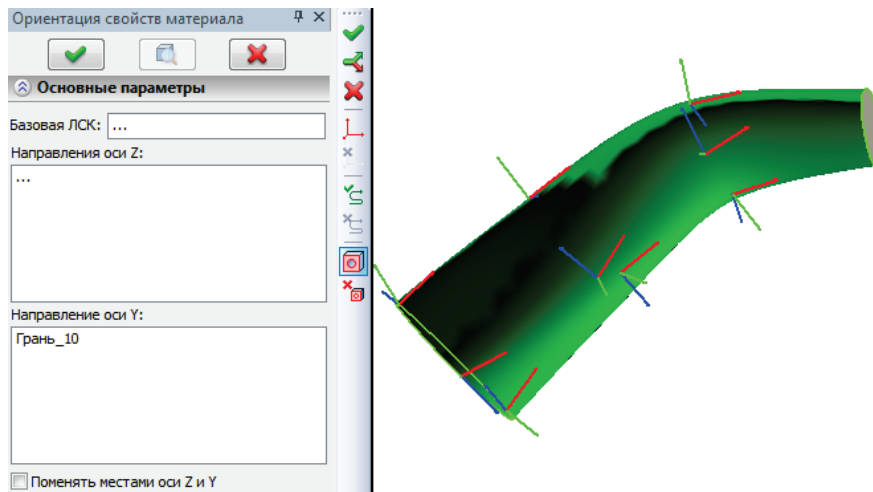 Ориентация свойств материала
Основные параметры
Базовая ЛСК: ...
Направления оси Z:
...
Направление оси Y:
Грань_10
Поменять местами оси Z и Y